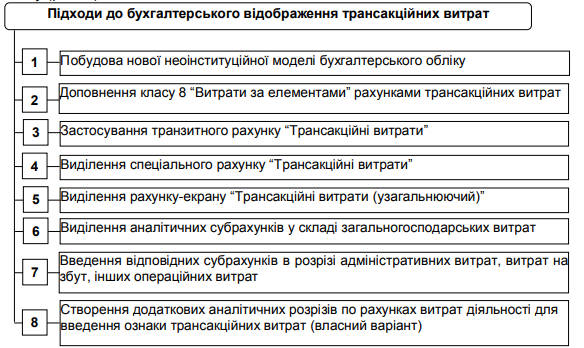 Підходи до бухгалтерського відображення трансакційних витрат
1 Побудова нової неоінституційної моделі бухгалтерського обліку
2 Доповнення класу 8 “Витрати за елементами” рахунками трансакційних витрат
3 Застосування транзитного рахунку “Трансакційні витрати”
4 Виділення спеціального рахунку “Трансакційні витрати”
5 Виділення рахунку-екрану “Трансакційні витрати (узагальнюючий)”
6 Виділення аналітичних субрахунків у складі загальногосподарських витрат
7 Введення відповідних субрахунків в розрізі адміністративних витрат, витрат на
збут, інших операційних витрат
8 Створення додаткових аналітичних розрізів по рахунках витрат діяльності для
введення ознаки трансакційних витрат (власний варіант)